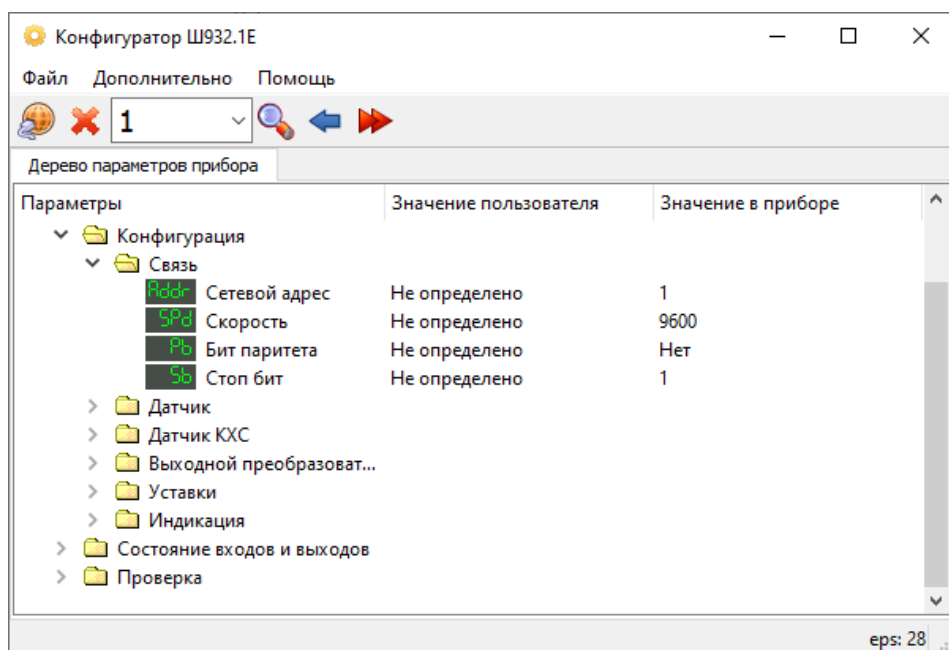 Конфигуратор Ш932.1Е
Файл Дополнительно Помощь
1
Дерево параметров прибора
Параметры Значение пользователя Значение в приборе
Конфигурация
Связь
Addr Сетевой адрес Не определено 1
SPd Скорость Не определено 9600
Pb Бит паритета Не определено Нет
Sb Стоп бит Не определено 1
Датчик
Датчик КХС
Выходной преобразоват...
Уставки
Индикация
Состояние входов и выходов
Проверка
eps: 28